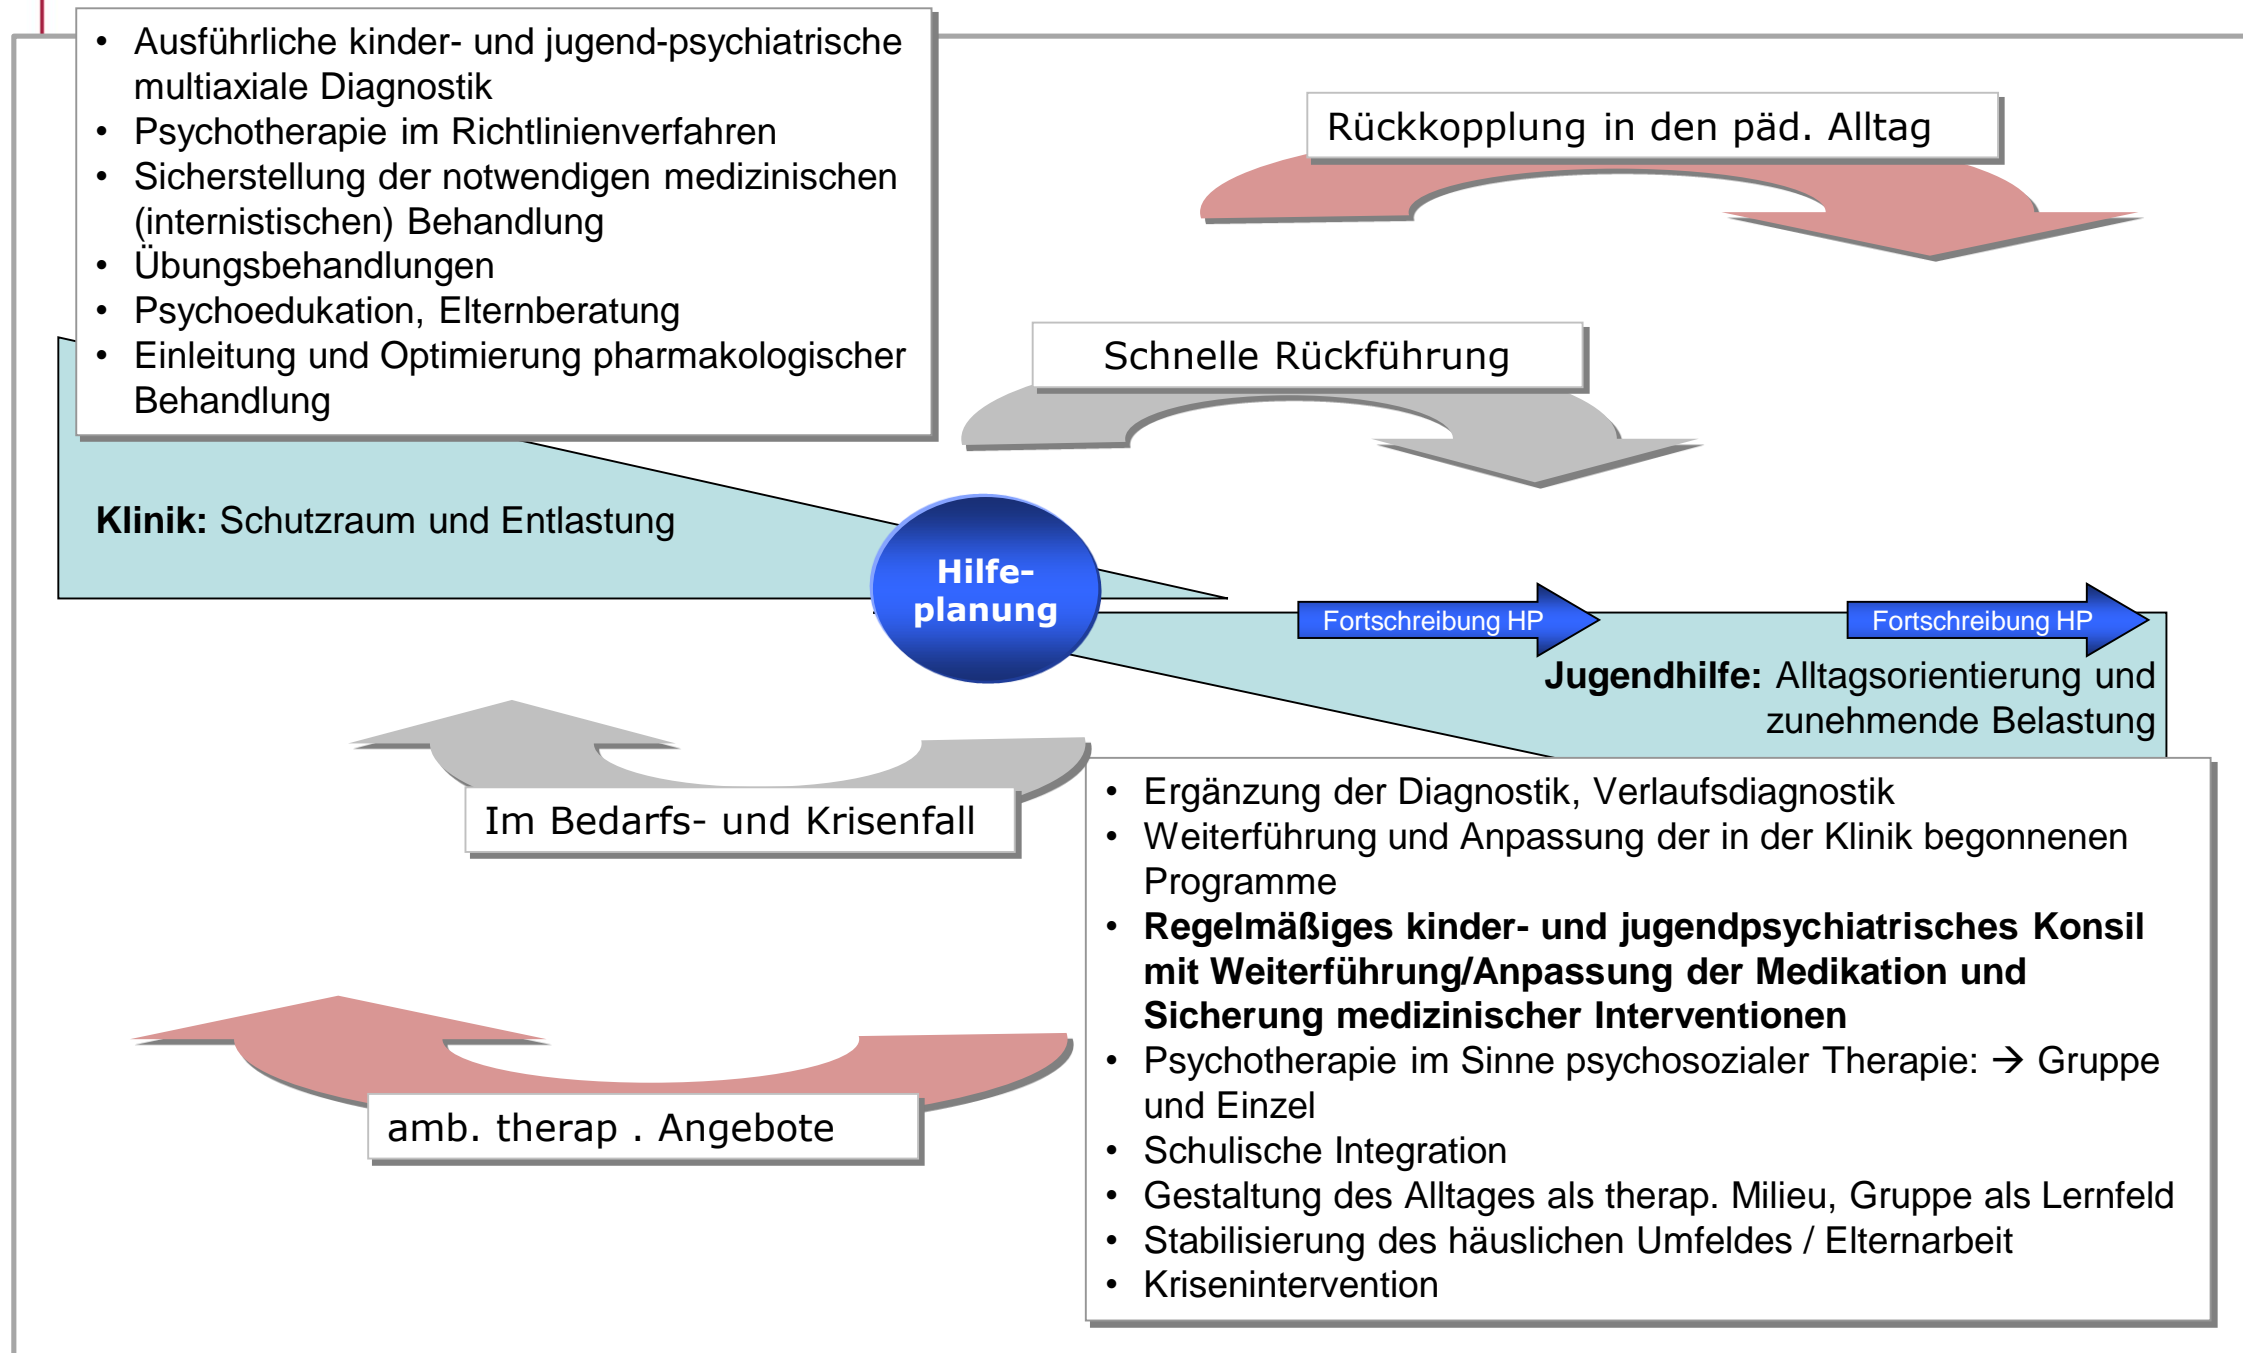 • Ausführliche kinder- und jugend-psychiatrische
multiaxiale Diagnostik
• Psychotherapie im Richtlinienverfahren
• Sicherstellung der notwendigen medizinischen
(internistischen) Behandlung
• Übungsbehandlungen
• Psychoedukation, Elternberatung
• Einleitung und Optimierung pharmakologischer
Behandlung
Rückkopplung in den päd. Alltag
Schnelle Rückführung
Klinik: Schutzraum und Entlastung
Hilfe-
planung
Fortschreibung HP
Fortschreibung HP
Jugendhilfe: Alltagsorientierung und
zunehmende Belastung
Im Bedarfs- und Krisenfall
amb. therap . Angebote
• Ergänzung der Diagnostik, Verlaufsdiagnostik
• Weiterführung und Anpassung der in der Klinik begonnenen
Programme
• Regelmäßiges kinder- und jugendpsychiatrisches Konsil
mit Weiterführung/Anpassung der Medikation und
Sicherung medizinischer Interventionen
• Psychotherapie im Sinne psychosozialer Therapie: → Gruppe
und Einzel
• Schulische Integration
• Gestaltung des Alltages als therap. Milieu, Gruppe als Lernfeld
• Stabilisierung des häuslichen Umfeldes / Elternarbeit
• Krisenintervention